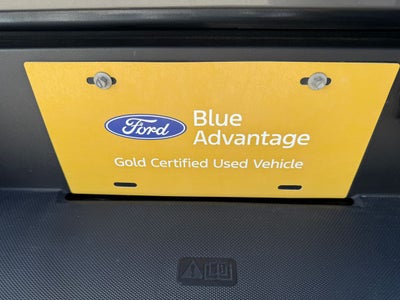 Ford
Blue
Advantage
Gold Certified Used Vehicle